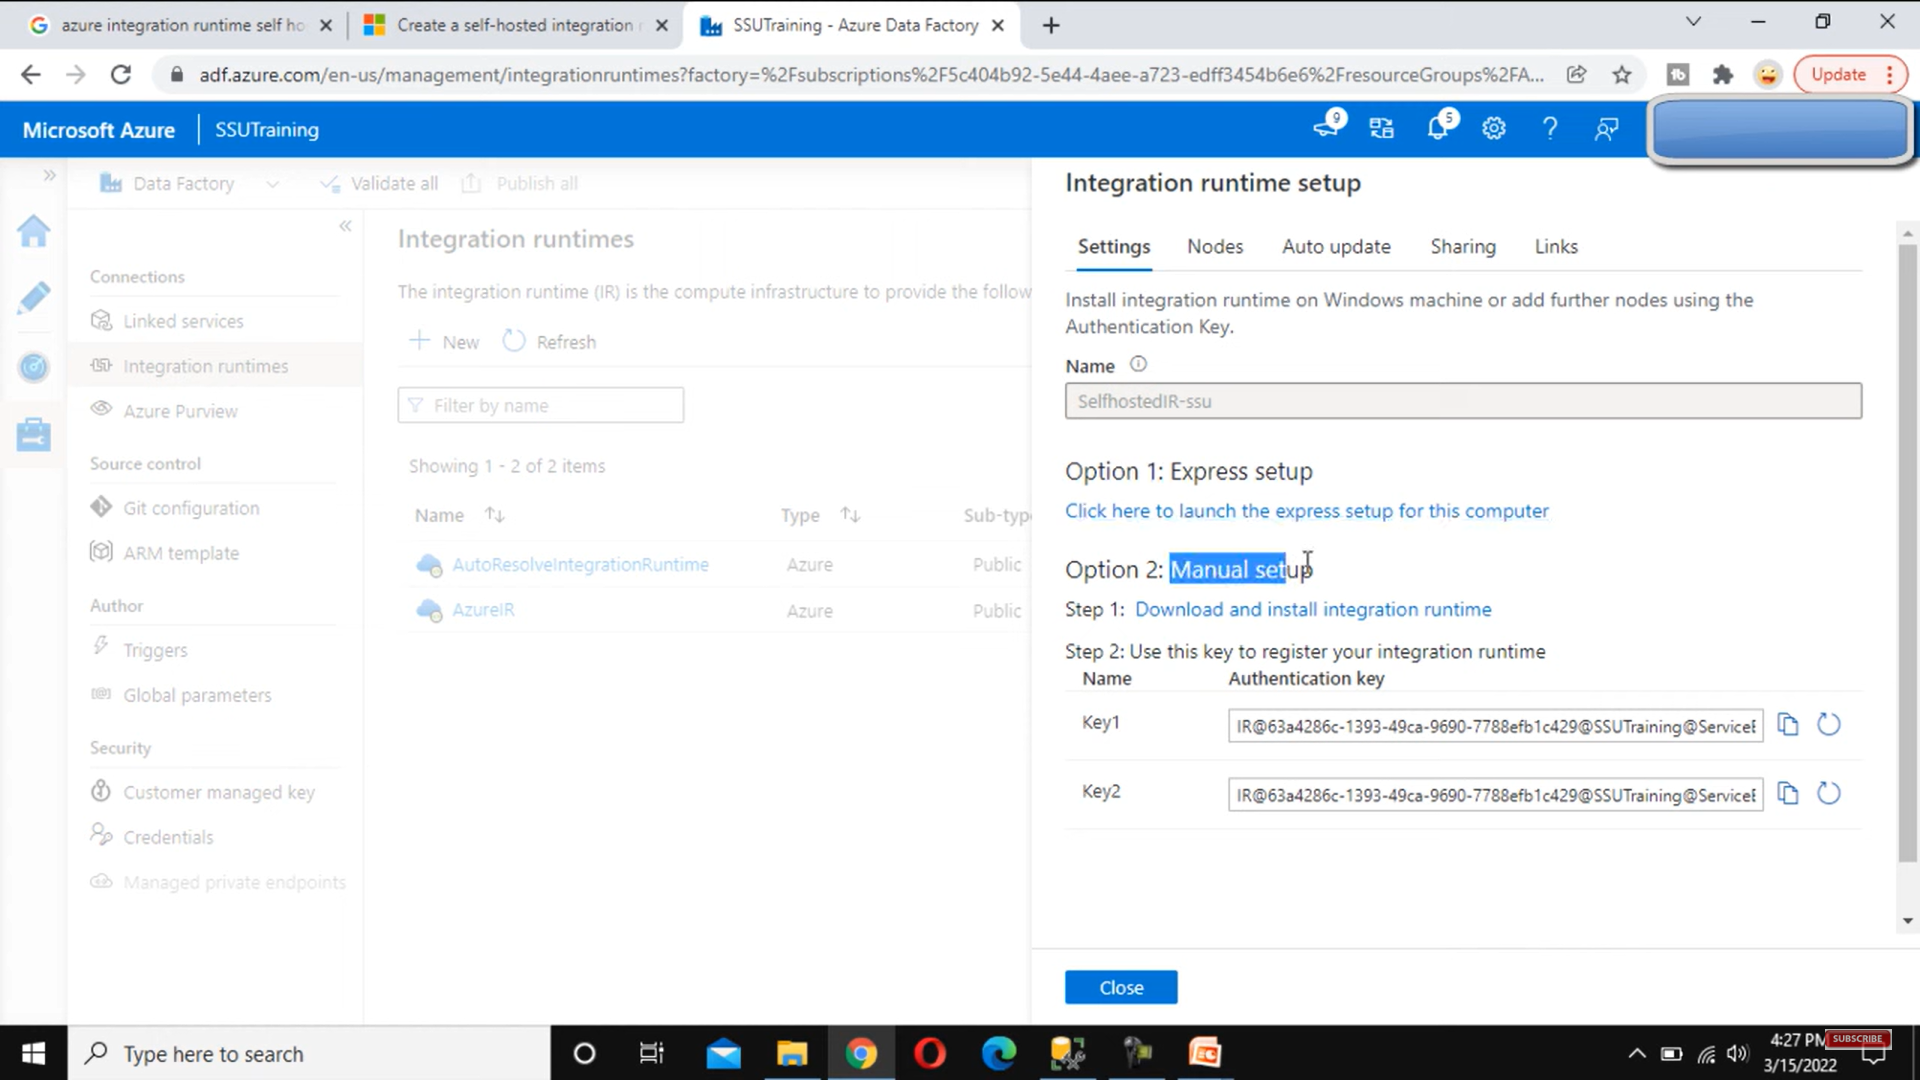 azure integration runtime self ho
Create a self-hosted integration r
SSUTraining - Azure Data Factory
adf.azure.com/en-us/management/integrationruntimes?factory=%2Fsubscriptions%2F5c404b92-5e44-4aee-a723-edff3454b6e6%2FresourceGroups%2FA...
Update
Microsoft Azure
SSUTraining
9
5
Data Factory
Validate all
Publish all
Connections
Linked services
Integration runtimes
Azure Purview
Source control
Git configuration
ARM template
Author
Triggers
Global parameters
Security
Customer managed key
Credentials
Managed private endpoints
Integration runtimes
The integration runtime (IR) is the compute infrastructure to provide the follow
New
Refresh
Filter by name
Showing 1 - 2 of 2 items
Name Type Sub-type
AutoResolveIntegrationRuntime Azure Public
AzureIR Azure Public
Integration runtime setup
Settings Nodes Auto update Sharing Links
Install integration runtime on Windows machine or add further nodes using the
Authentication Key.
Name
SelfhostedIR-ssu
Option 1: Express setup
Click here to launch the express setup for this computer
Option 2: Manual setup
Step 1: Download and install integration runtime
Step 2: Use this key to register your integration runtime
Name Authentication key
Key1 IR@63a4286c-1393-49ca-9690-7788efb1c429@SSUTraining@ServiceE
Key2 IR@63a4286c-1393-49ca-9690-7788efb1c429@SSUTraining@ServiceE
Close
Type here to search
4:27 PM
3/15/2022
SUBSCRIBE